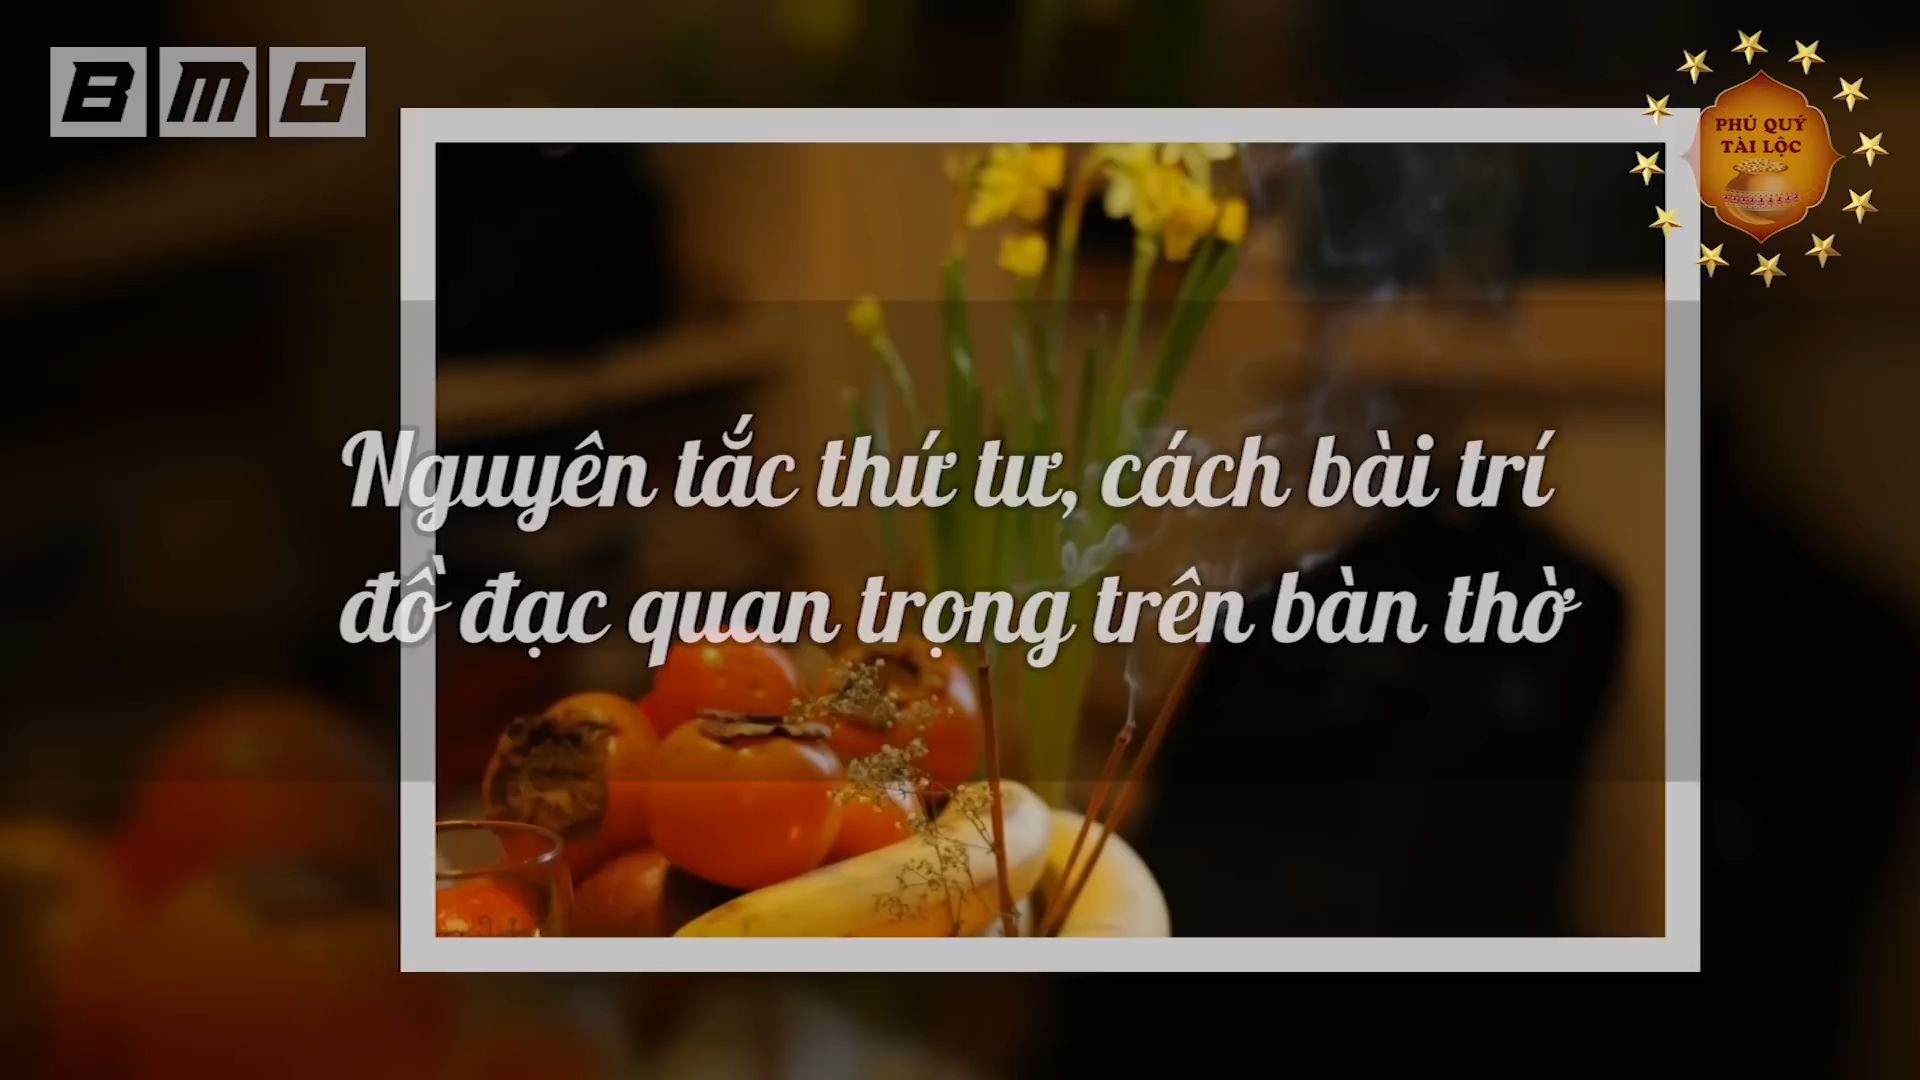 BMG
PHÚ QUÝ
TÀI LỘC
Nguyên tắc thứ tư, cách bài trí
đồ đạc quan trọng trên bàn thờ